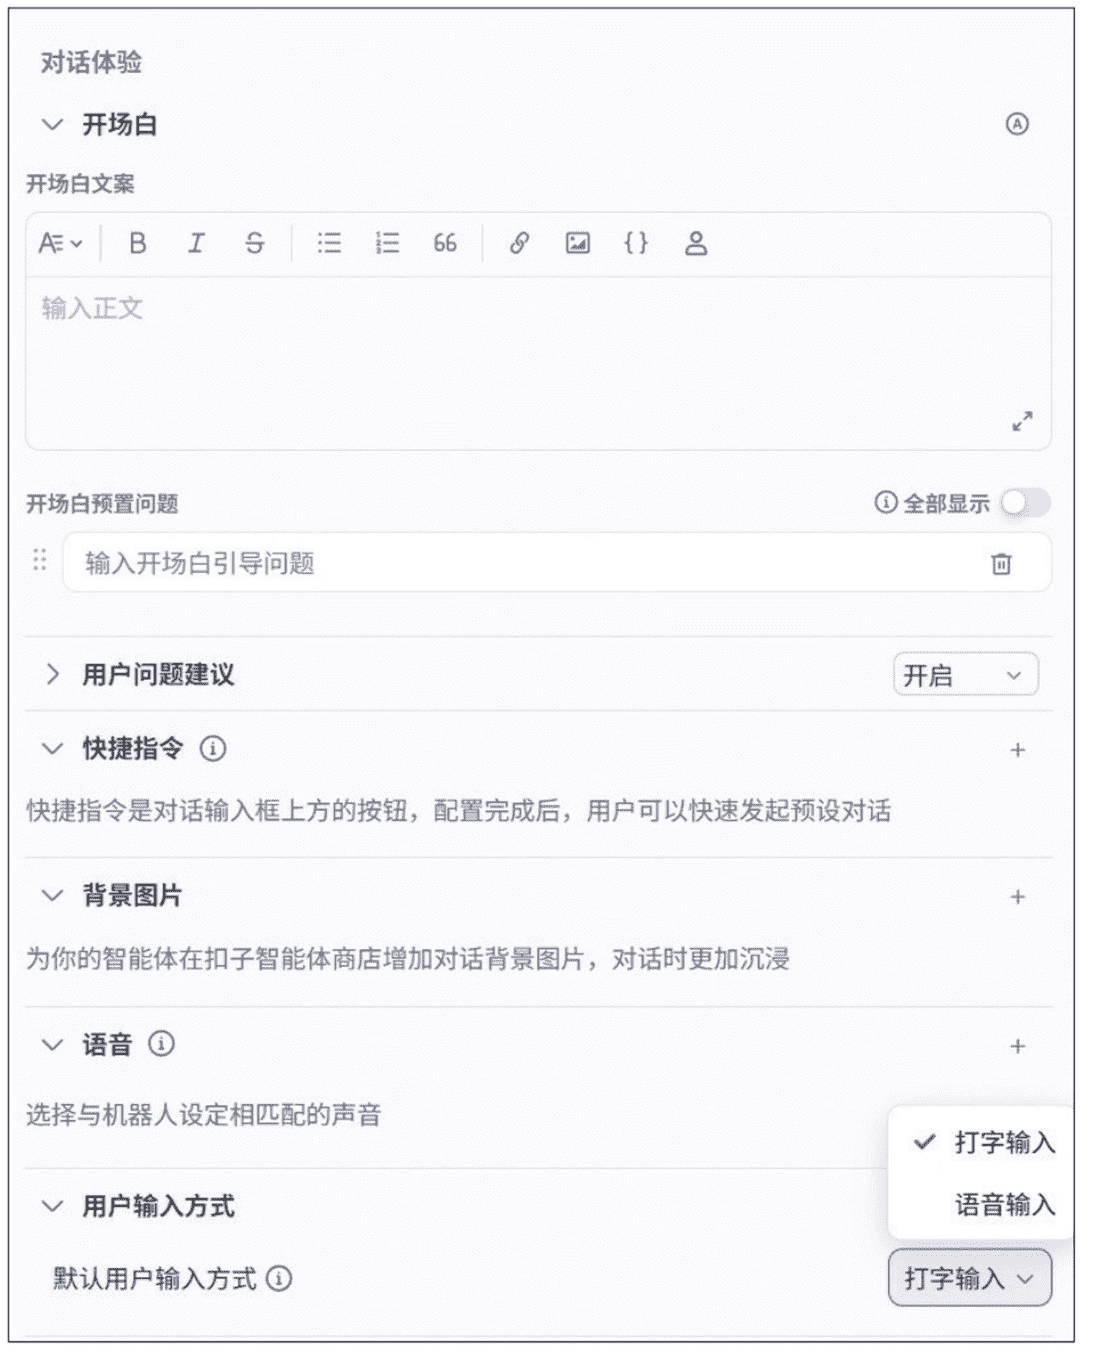 对话体验
开场白
开场白文案
输入正文
开场白预置问题
全部显示
输入开场白引导问题
用户问题建议
开启
快捷指令
快捷指令是对话输入框上方的按钮，配置完成后，用户可以快速发起预设对话
背景图片
为你的智能体在扣子智能体商店增加对话背景图片，对话时更加沉浸
语音
选择与机器人设定相匹配的声音
打字输入
语音输入
用户输入方式
默认用户输入方式
打字输入